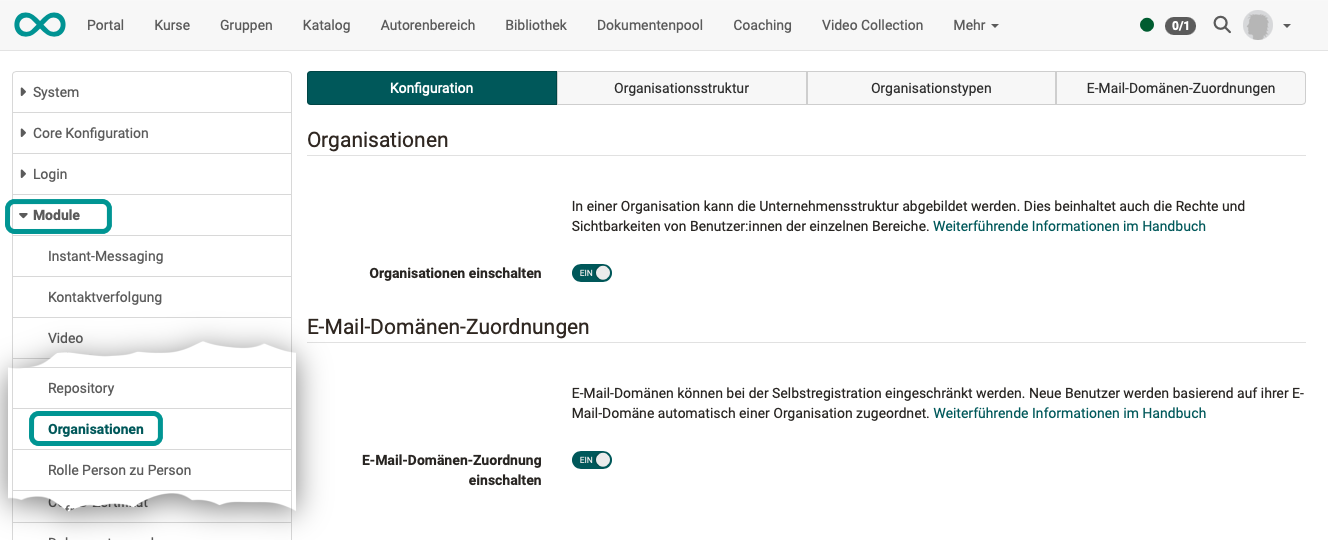 Portal Kurse Gruppen Katalog Autorenbereich Bibliothek Dokumentenpool Coaching Video Collection Mehr 0/1
System
Core Konfiguration
Login
Module
Instant-Messaging
Kontaktverfolgung
Video
Repository
Organisationen
Rolle Person zu Person
Konfiguration Organisationsstruktur Organisationstypen E-Mail-Domänen-Zuordnungen
Organisationen
In einer Organisation kann die Unternehmensstruktur abgebildet werden. Dies beinhaltet auch die Rechte und
Sichtbarkeiten von Benutzer:innen der einzelnen Bereiche. Weiterführende Informationen im Handbuch
Organisationen einschalten EIN
E-Mail-Domänen-Zuordnungen
E-Mail-Domänen können bei der Selbstregistration eingeschränkt werden. Neue Benutzer werden basierend auf ihrer E-
Mail-Domäne automatisch einer Organisation zugeordnet. Weiterführende Informationen im Handbuch
E-Mail-Domänen-Zuordnung EIN
einschalten